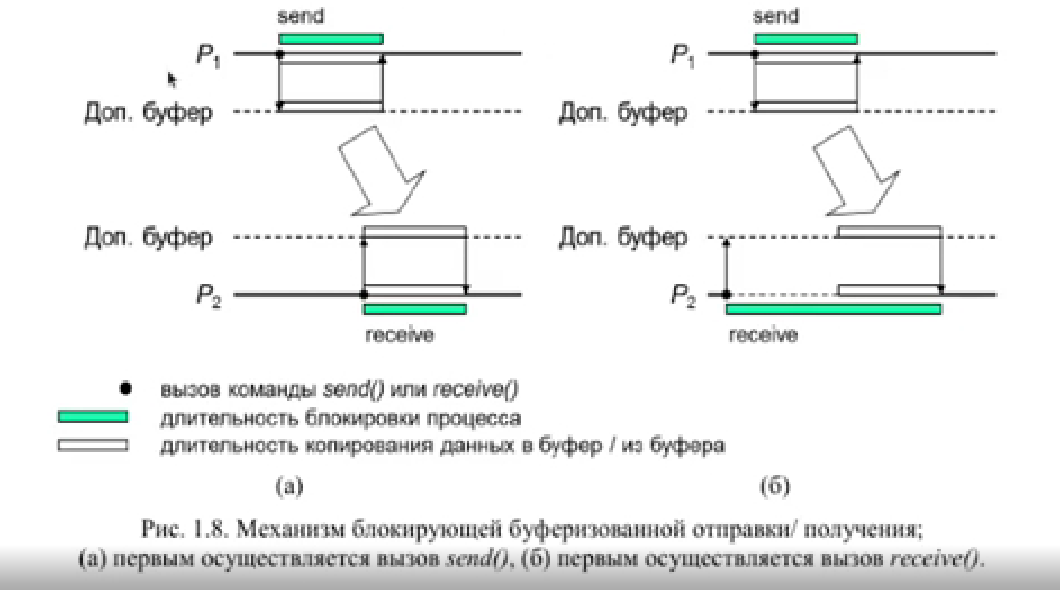 send send
P1 P1
Доп. буфер Доп. буфер
Доп. буфер Доп. буфер
P2 P2
receive receive
вызов команды send() или receive()
длительность блокировки процесса
длительность копирования данных в буфер / из буфера
(а) (б)
Рис. 1.8. Механизм блокирующей буферизованной отправки/ получения;
(а) первым осуществляется вызов send(), (б) первым осуществляется вызов receive().